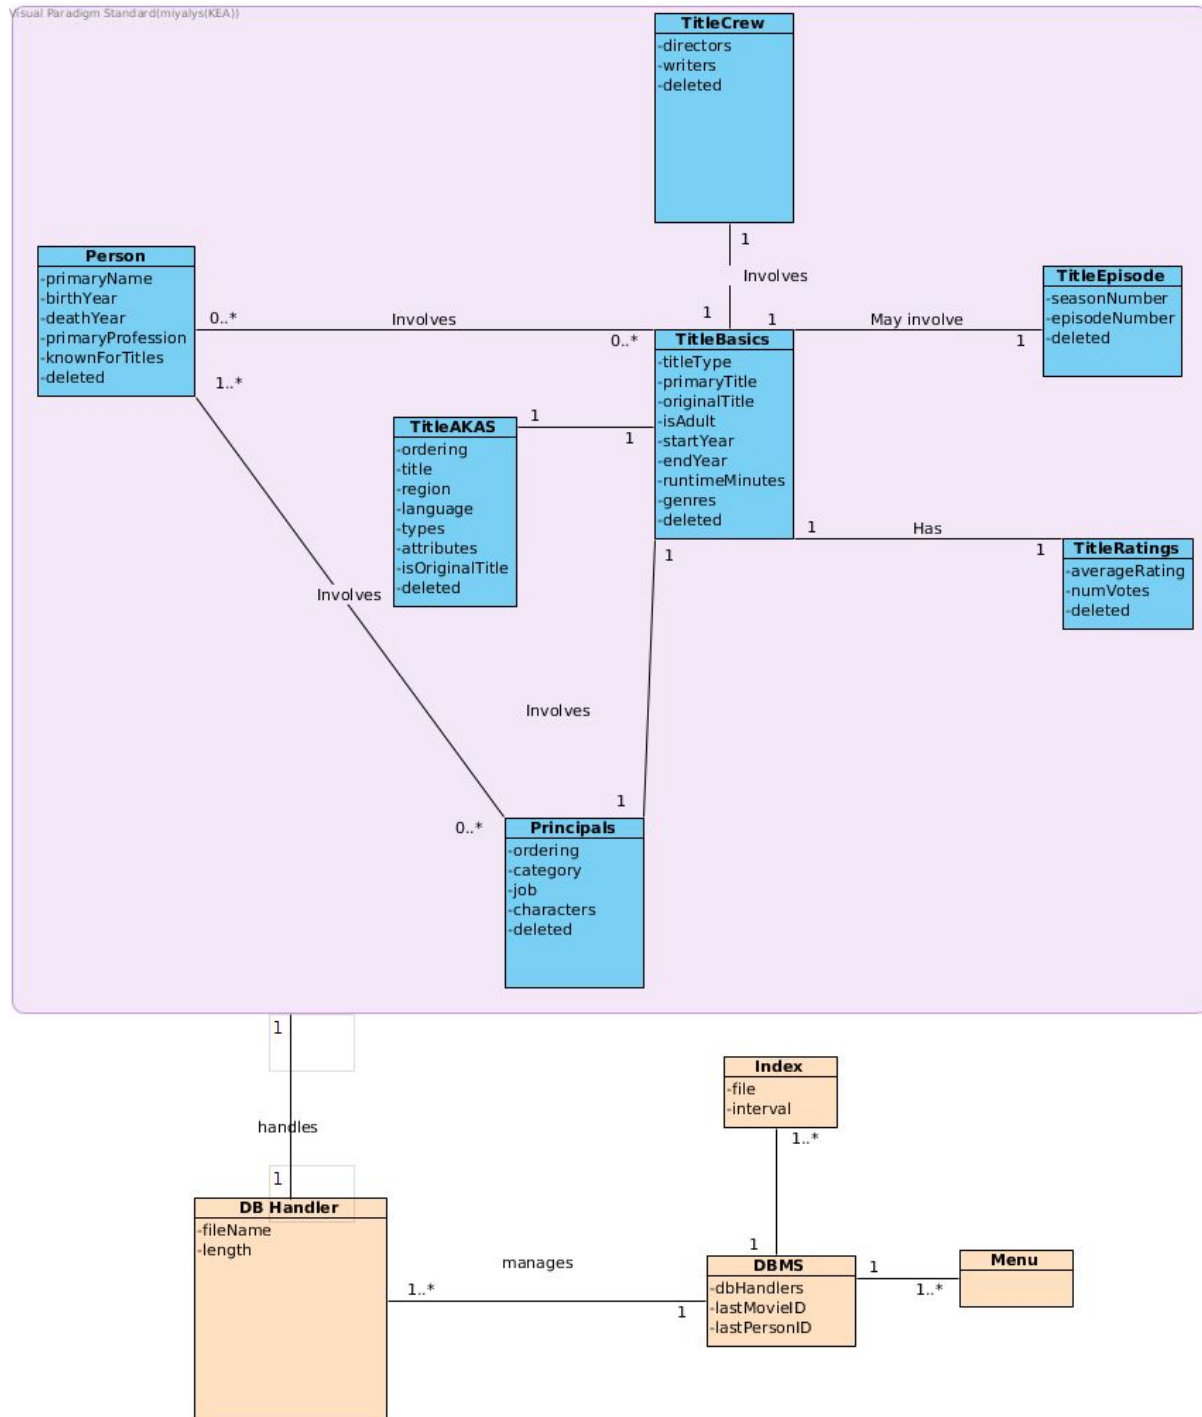 Visual Paradigm Standard(miyalys(KEA))
TitleCrew
-directors
-writers
-deleted
1
Involves
1
Person
-primaryName
-birthYear
-deathYear
-primaryProfession
-knownForTitles
-deleted
0..*
Involves
0..*
1..*
TitleEpisode
-seasonNumber
-episodeNumber
-deleted
1
May involve
1
TitleBasics
-titleType
-primaryTitle
-originalTitle
-isAdult
-startYear
-endYear
-runtimeMinutes
-genres
-deleted
TitleAKAS
-ordering
-title
-region
-language
-types
-attributes
-isOriginalTitle
-deleted
1
1
1
Has
1
TitleRatings
-averageRating
-numVotes
-deleted
1
Involves
Involves
1
0..*
Principals
-ordering
-category
-job
-characters
-deleted
1
handles
1
DB Handler
-fileName
-length
Index
-file
-interval
1..*
1
manages
1..*
1
DBMS
-dbHandlers
-lastMovieID
-lastPersonID
1
1..*
Menu